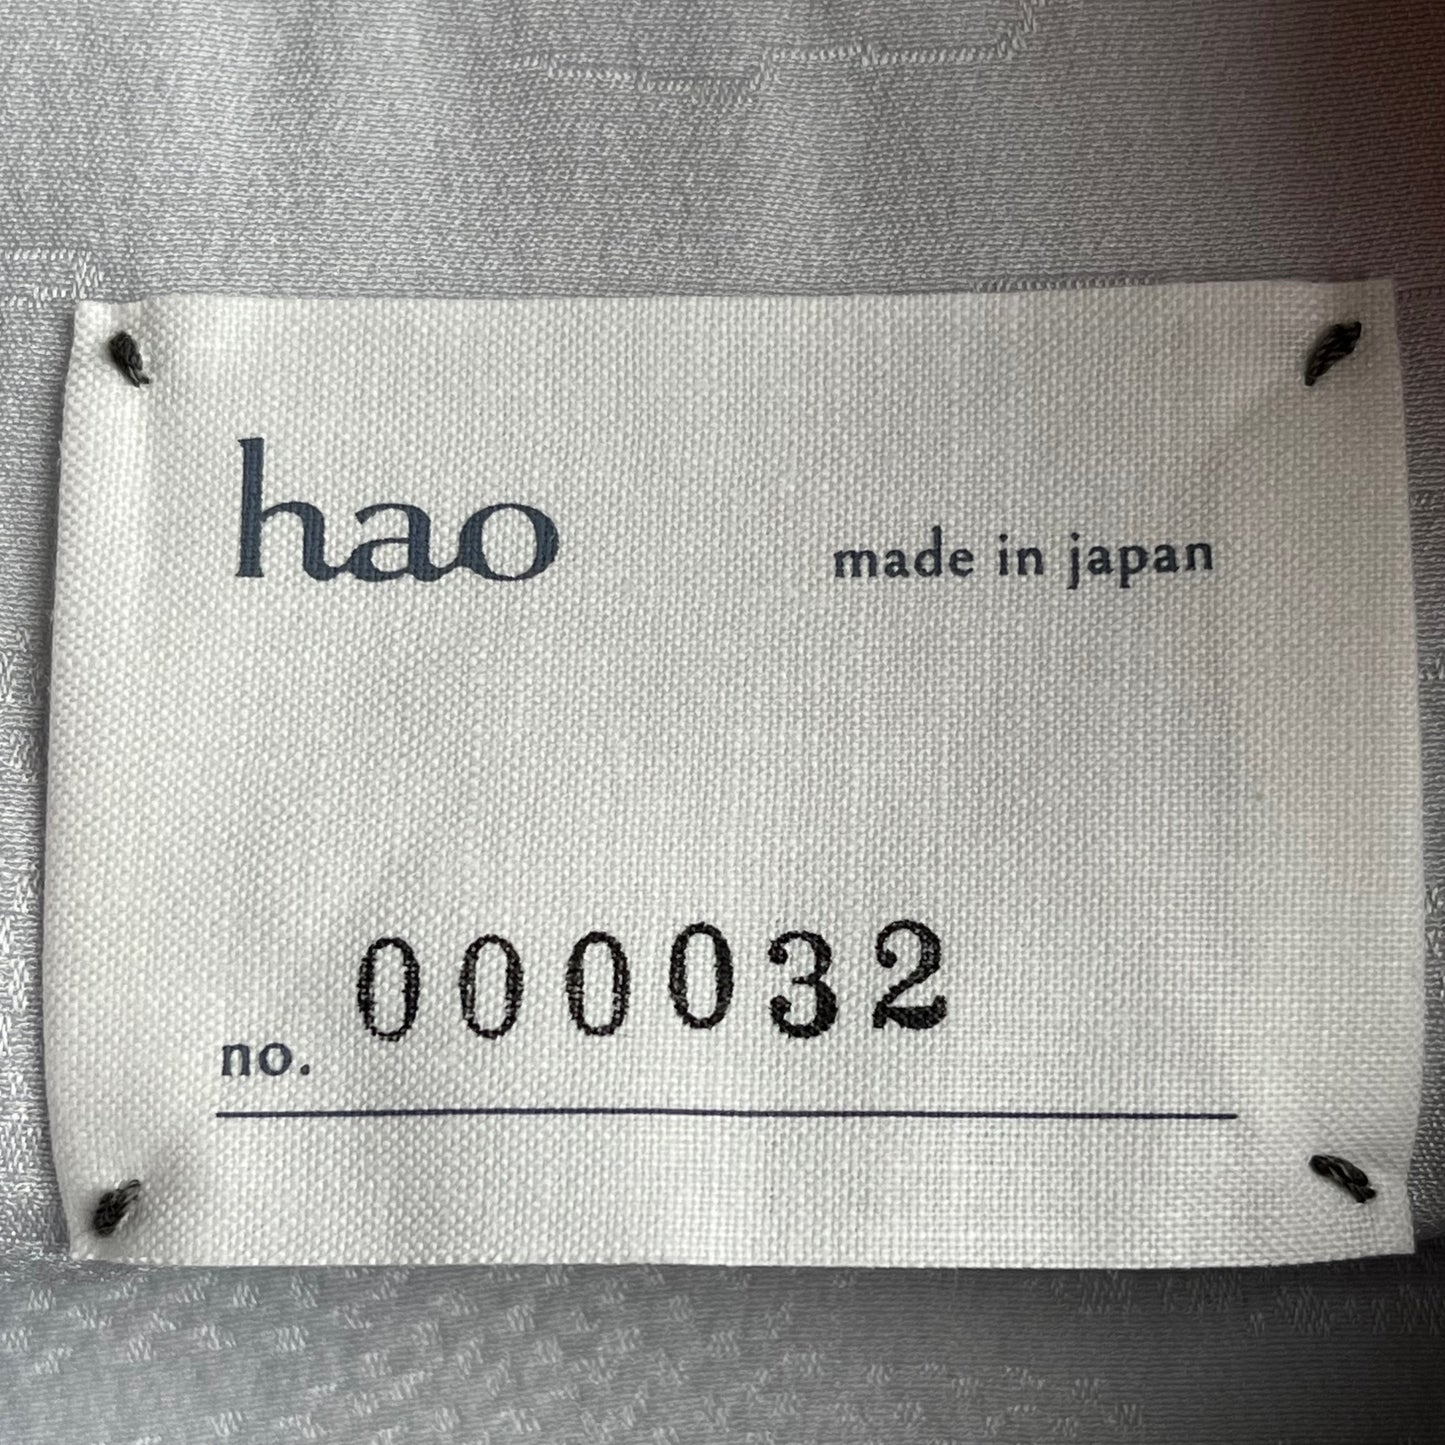 hao
made in japan
no. 000032